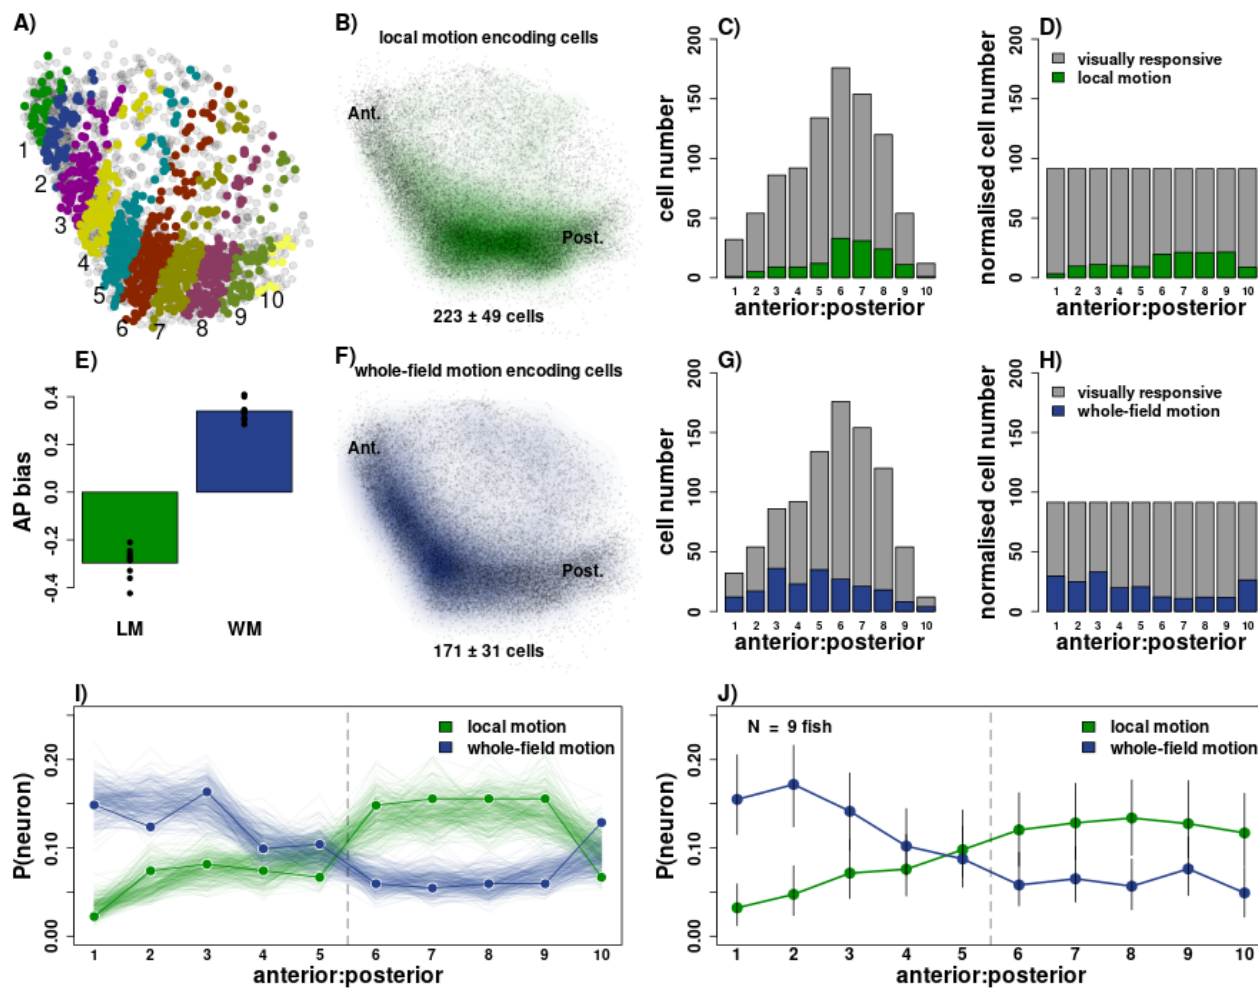 A)
1
2
3
4
5
6
7
8
9
10
B)
local motion encoding cells
Ant.
Post.
223 ± 49 cells
C)
cell number
0 50 100 150 200
1 2 3 4 5 6 7 8 9 10
anterior:posterior
D)
normalised cell number
0 50 100 150 200
visually responsive
local motion
1 2 3 4 5 6 7 8 9 10
anterior:posterior
E)
AP bias
-0.4 -0.2 0.0 0.2 0.4
LM WM
F)
whole-field motion encoding cells
Ant.
Post.
171 ± 31 cells
G)
cell number
0 50 100 150 200
1 2 3 4 5 6 7 8 9 10
anterior:posterior
H)
normalised cell number
0 50 100 150 200
visually responsive
whole-field motion
1 2 3 4 5 6 7 8 9 10
anterior:posterior
I)
P(neuron)
0.00 0.10 0.20
local motion
whole-field motion
1 2 3 4 5 6 7 8 9 10
anterior:posterior
J)
P(neuron)
0.00 0.10 0.20
N = 9 fish
local motion
whole-field motion
1 2 3 4 5 6 7 8 9 10
anterior:posterior